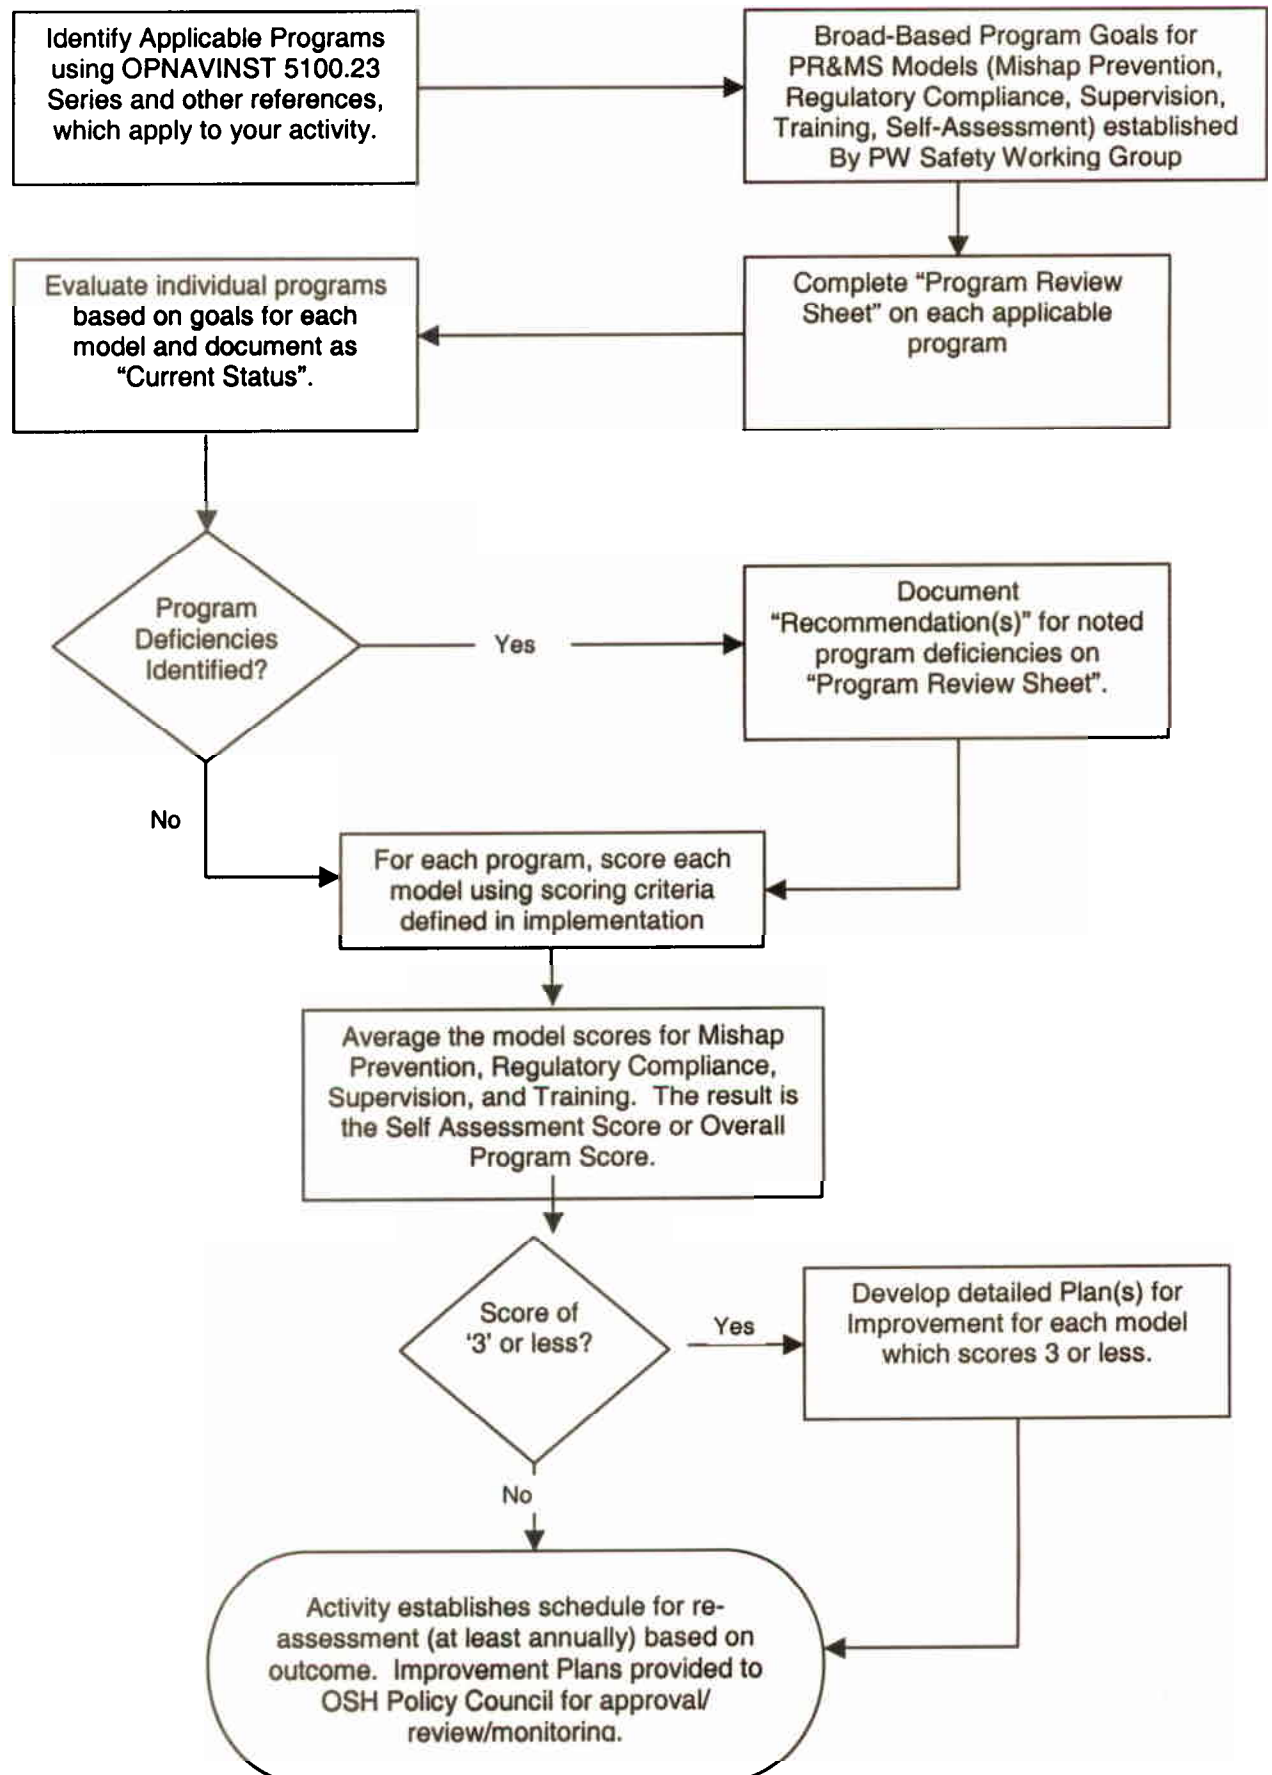 Identify Applicable Programs
using OPNAVINST 5100.23
Series and other references,
which apply to your activity.
Broad-Based Program Goals for
PR&MS Models (Mishap Prevention,
Regulatory Compliance, Supervision,
Training, Self-Assessment) established
By PW Safety Working Group
Complete “Program Review
Sheet” on each applicable
program
Evaluate individual programs
based on goals for each
model and document as
“Current Status”.
Program
Deficiencies
Identified?
Yes
Document
“Recommendation(s)” for noted
program deficiencies on
“Program Review Sheet”.
No
For each program, score each
model using scoring criteria
defined in implementation
Average the model scores for Mishap
Prevention, Regulatory Compliance,
Supervision, and Training.  The result is
the Self Assessment Score or Overall
Program Score.
Score of
‘3’ or less?
Yes
Develop detailed Plan(s) for
Improvement for each model
which scores 3 or less.
No
Activity establishes schedule for re-
assessment (at least annually) based on
outcome.  Improvement Plans provided to
OSH Policy Council for approval/
review/monitoring.